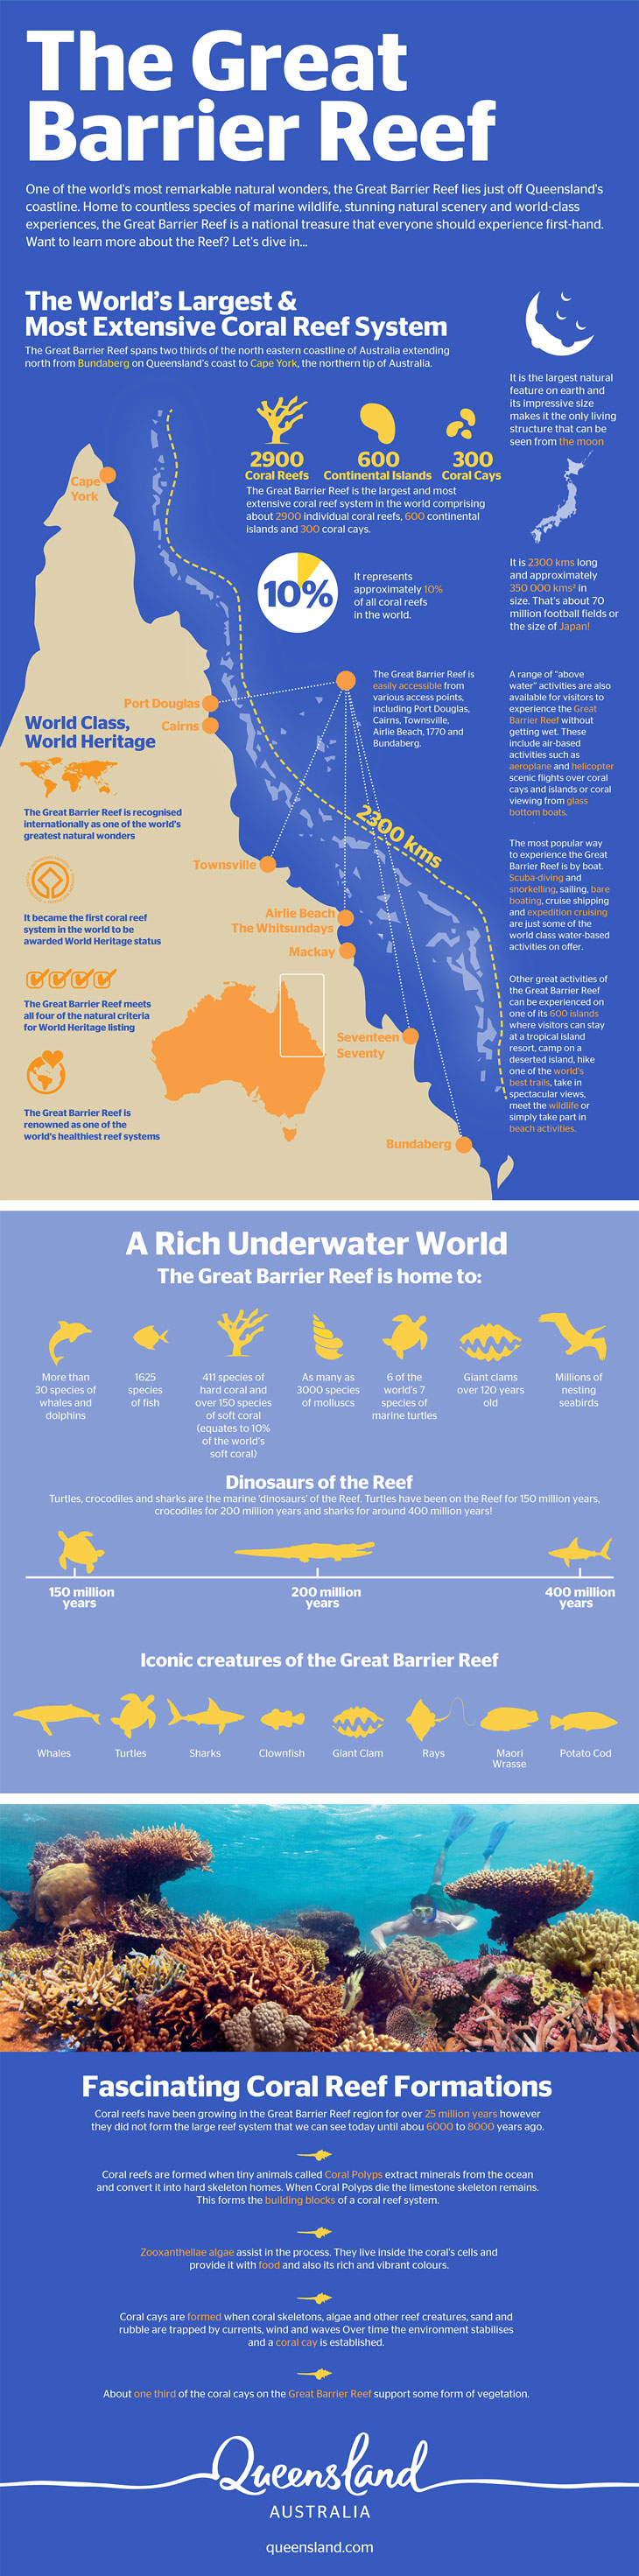 The Great
Barrier Reef
One of the world's most remarkable natural wonders, the Great Barrier Reef lies just off Queensland's
coastline. Home to countless species of marine wildlife, stunning natural scenery and world-class
experiences, the Great Barrier Reef is a national treasure that everyone should experience first-hand.
Want to learn more about the Reef? Let's dive in...
The World's Largest &
Most Extensive Coral Reef System
The Great Barrier Reef spans two thirds of the north eastern coastline of Australia extending
north from Bundaberg on Queensland's coast to Cape York, the northern tip of Australia.
It is the largest natural
feature on earth and
its impressive size
makes it the only living
structure that can be
seen from the moon
2900
Coral Reefs
600
Continental Islands
300
Coral Cays
The Great Barrier Reef is the largest and most
extensive coral reef system in the world comprising
about 2900 individual coral reefs, 600 continental
islands and 300 coral cays.
Cape
York
10%
It represents
approximately 10%
of all coral reefs
in the world.
It is 2300 kms long
and approximately
350 000 kms² in
size. That's about 70
million football fields or
the size of Japan!
The Great Barrier Reef is
easily accessible from
various access points,
including Port Douglas,
Cairns, Townsville,
Airlie Beach, 1770 and
Bundaberg.
A range of "above
water" activities are also
available for visitors to
experience the Great
Barrier Reef without
getting wet. These
include air-based
activities such as
aeroplane and helicopter
scenic flights over coral
cays and islands or coral
viewing from glass
bottom boats.
Port Douglas
Cairns
World Class,
World Heritage
The Great Barrier Reef is recognised
internationally as one of the world's
greatest natural wonders
2300 kms
The most popular way
to experience the Great
Barrier Reef is by boat.
Scuba-diving and
snorkelling, sailing, bare
boating, cruise shipping
and expedition cruising
are just some of the
world class water-based
activities on offer.
Townsville
It became the first coral reef
system in the world to be
awarded World Heritage status
Airlie Beach
The Whitsundays
Mackay
The Great Barrier Reef meets
all four of the natural criteria
for World Heritage listing
Other great activities of
the Great Barrier Reef
can be experienced on
one of its 600 islands
where visitors can stay
at a tropical island
resort, camp on a
deserted island, hike
one of the world's
best trails, take in
spectacular views,
meet the wildlife or
simply take part in
beach activities.
Seventeen
Seventy
The Great Barrier Reef is
renowned as one of the
world's healthiest reef systems
Bundaberg
A Rich Underwater World
The Great Barrier Reef is home to:
More than
30 species of
whales and
dolphins
1625
species
of fish
411 species of
hard coral and
over 150 species
of soft coral
(equates to 10%
of the world's
soft coral)
As many as
3000 species
of molluscs
6 of the
world's 7
species of
marine turtles
Giant clams
over 120 years
old
Millions of
nesting
seabirds
Dinosaurs of the Reef
Turtles, crocodiles and sharks are the marine 'dinosaurs' of the Reef. Turtles have been on the Reef for 150 million years,
crocodiles for 200 million years and sharks for around 400 million years!
150 million
years
200 million
years
400 million
years
Iconic creatures of the Great Barrier Reef
Whales
Turtles
Sharks
Clownfish
Giant Clam
Rays
Maori
Wrasse
Potato Cod
Fascinating Coral Reef Formations
Coral reefs have been growing in the Great Barrier Reef region for over 25 million years however
they did not form the large reef system that we can see today until abou 6000 to 8000 years ago.
Coral reefs are formed when tiny animals called Coral Polyps extract minerals from the ocean
and convert it into hard skeleton homes. When Coral Polyps die the limestone skeleton remains.
This forms the building blocks of a coral reef system.
Zooxanthellae algae assist in the process. They live inside the coral's cells and
provide it with food and also its rich and vibrant colours.
Coral cays are formed when coral skeletons, algae and other reef creatures, sand and
rubble are trapped by currents, wind and waves Over time the environment stabilises
and a coral cay is established.
About one third of the coral cays on the Great Barrier Reef support some form of vegetation.
Queensland
AUSTRALIA
queensland.com